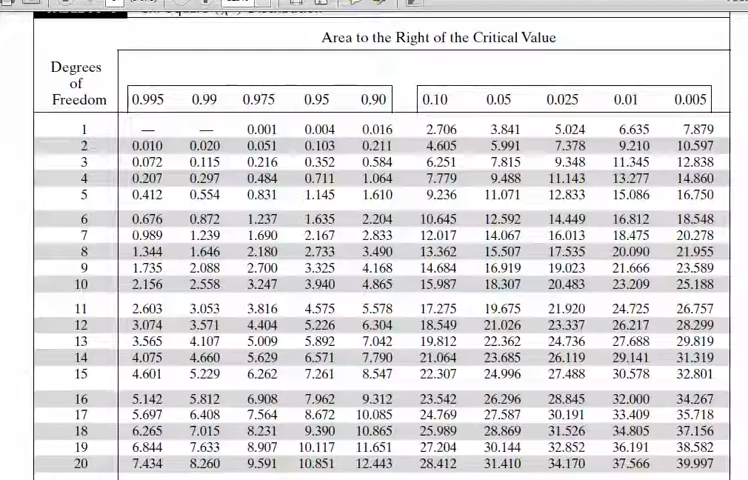 Area to the Right of the Critical Value
Degrees
of
Freedom 0.995 0.99 0.975 0.95 0.90 0.10 0.05 0.025 0.01 0.005
1 — — 0.001 0.004 0.016 2.706 3.841 5.024 6.635 7.879
2 0.010 0.020 0.051 0.103 0.211 4.605 5.991 7.378 9.210 10.597
3 0.072 0.115 0.216 0.352 0.584 6.251 7.815 9.348 11.345 12.838
4 0.207 0.297 0.484 0.711 1.064 7.779 9.488 11.143 13.277 14.860
5 0.412 0.554 0.831 1.145 1.610 9.236 11.071 12.833 15.086 16.750
6 0.676 0.872 1.237 1.635 2.204 10.645 12.592 14.449 16.812 18.548
7 0.989 1.239 1.690 2.167 2.833 12.017 14.067 16.013 18.475 20.278
8 1.344 1.646 2.180 2.733 3.490 13.362 15.507 17.535 20.090 21.955
9 1.735 2.088 2.700 3.325 4.168 14.684 16.919 19.023 21.666 23.589
10 2.156 2.558 3.247 3.940 4.865 15.987 18.307 20.483 23.209 25.188
11 2.603 3.053 3.816 4.575 5.578 17.275 19.675 21.920 24.725 26.757
12 3.074 3.571 4.404 5.226 6.304 18.549 21.026 23.337 26.217 28.299
13 3.565 4.107 5.009 5.892 7.042 19.812 22.362 24.736 27.688 29.819
14 4.075 4.660 5.629 6.571 7.790 21.064 23.685 26.119 29.141 31.319
15 4.601 5.229 6.262 7.261 8.547 22.307 24.996 27.488 30.578 32.801
16 5.142 5.812 6.908 7.962 9.312 23.542 26.296 28.845 32.000 34.267
17 5.697 6.408 7.564 8.672 10.085 24.769 27.587 30.191 33.409 35.718
18 6.265 7.015 8.231 9.390 10.865 25.989 28.869 31.526 34.805 37.156
19 6.844 7.633 8.907 10.117 11.651 27.204 30.144 32.852 36.191 38.582
20 7.434 8.260 9.591 10.851 12.443 28.412 31.410 34.170 37.566 39.997